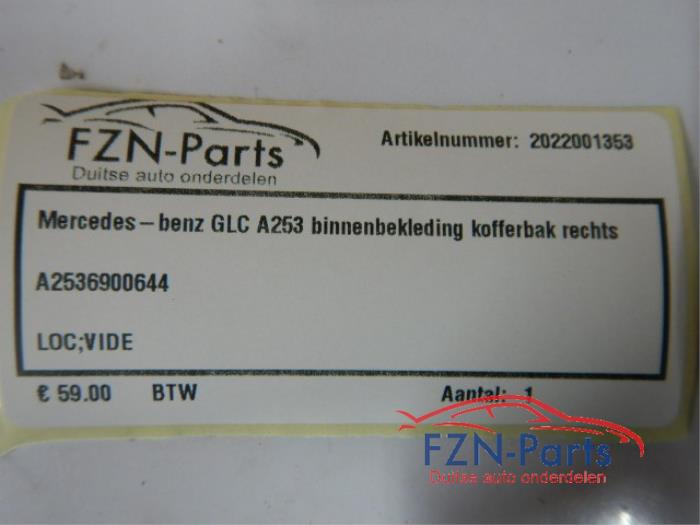 FZN-Parts
Duitse auto onderdelen
Artikelnummer: 2022001353
Mercedes-benz GLC A253 binnenbekleding kofferbak rechts
A2536900644
LOC;VIDE
€ 59.00 BTW Aantal: 1
FZN-Parts
Duitse auto onderdelen